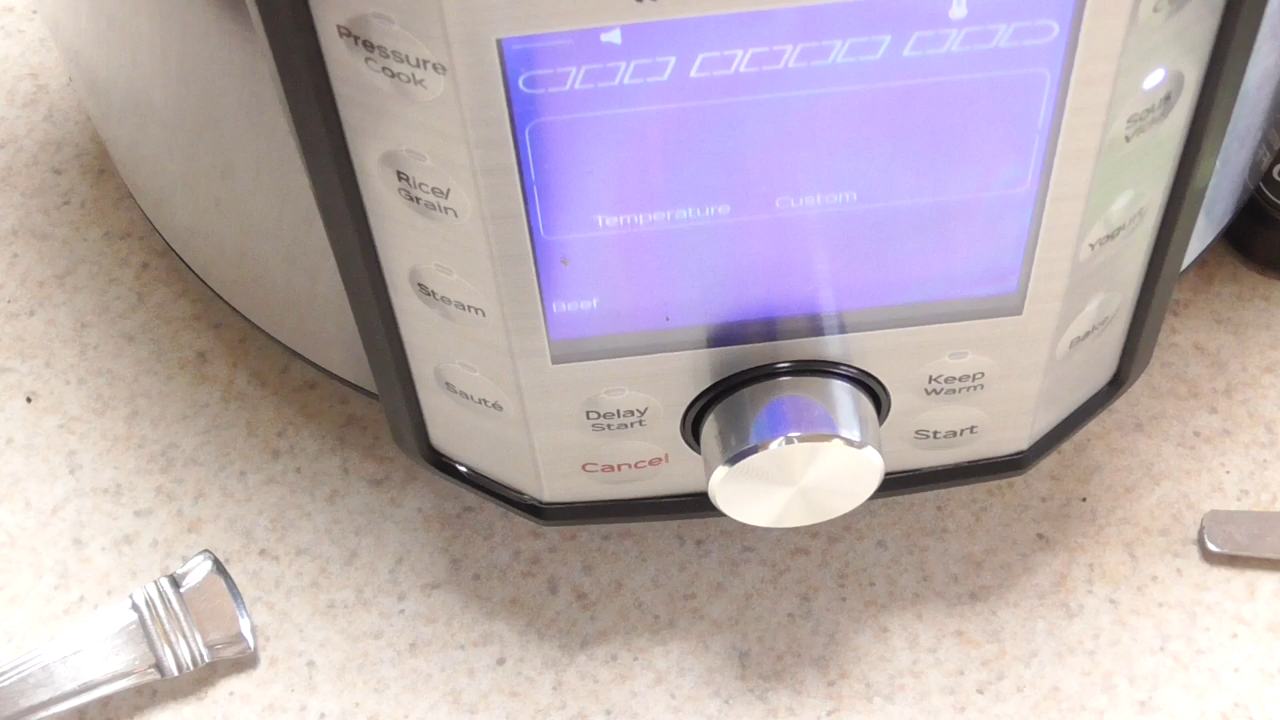 Pressure
Cook
Rice/
Grain
Steam
Sauté
Temperature
Custom
Beef
Delay
Start
Cancel
Keep
Warm
Start
Sous
Vide
Yogurt
Bake